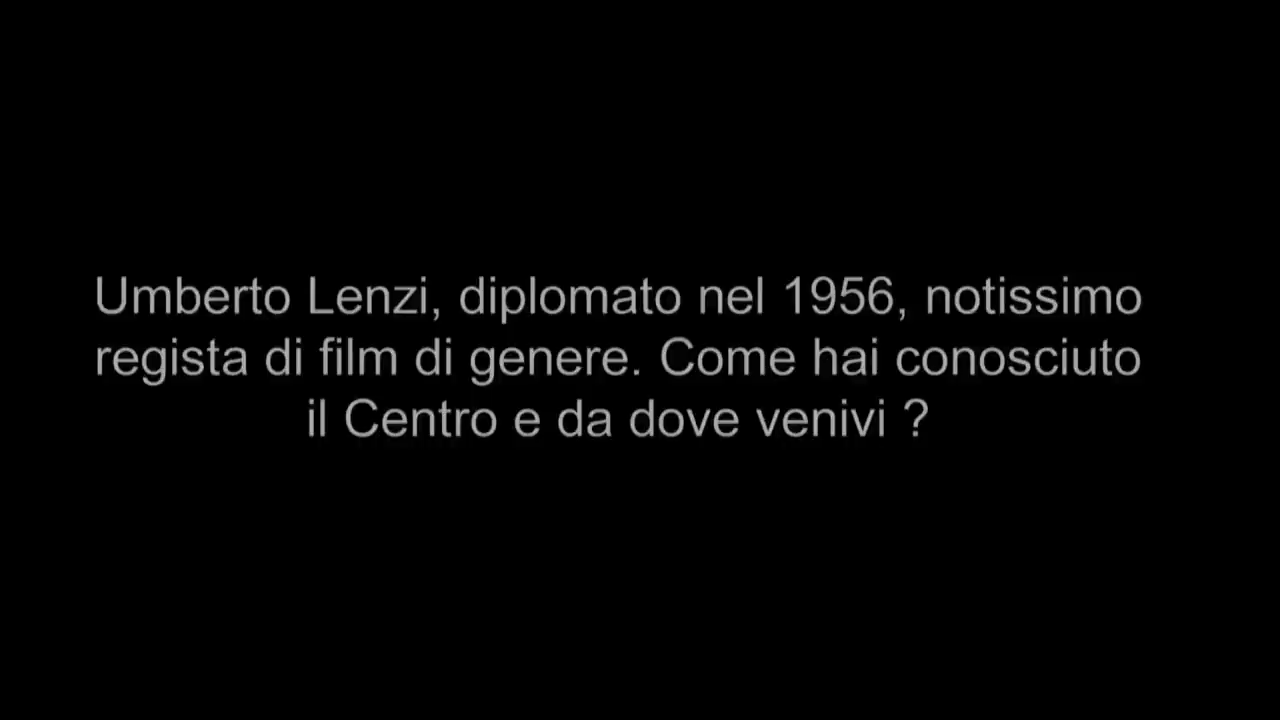 Umberto Lenzi, diplomato nel 1956, notissimo
regista di film di genere. Come hai conosciuto
il Centro e da dove venivi ?